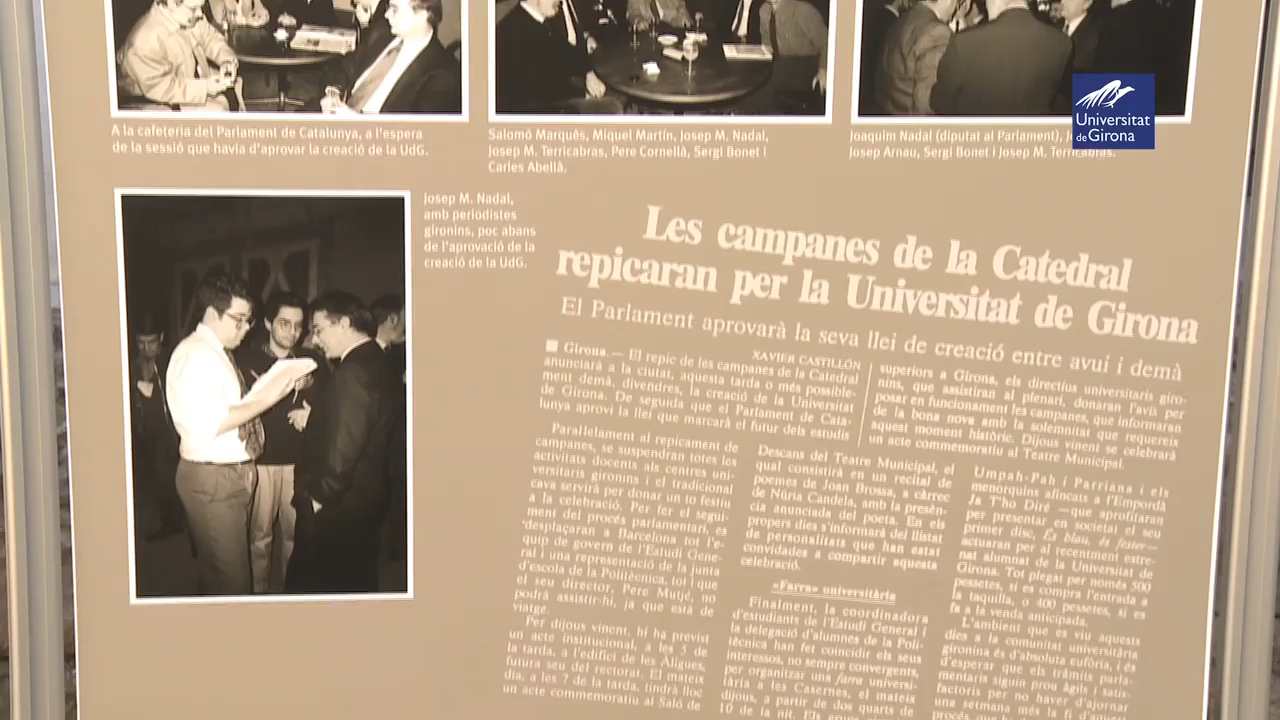 A la cafeteria del Parlament de Catalunya, a l'espera
de la sessió que havia d'aprovar la creació de la UdG.
Salomó Marquès, Miquel Martín, Josep M. Nadal,
Josep M. Terricabras, Pere Cornellà, Sergi Bonet i
Carles Abellà.
Joaquim Nadal (diputat al Parlament),
Josep Arnau, Sergi Bonet i Josep M. Terricabras.
Universitat
de Girona
Josep M. Nadal,
amb periodistes
gironins, poc abans
de l'aprovació de la
creació de la UdG.
Les campanes de la Catedral
repicaran per la Universitat de Girona
El Parlament aprovarà la seva llei de creació entre avui i demà
XAVIER CASTILLÓN
Girona.— El repic de les campanes de la Catedral
anunciarà a la ciutat, aquesta tarda o més possible-
ment demà, divendres, la creació de la Universitat
de Girona. De seguida que el Parlament de Cata-
lunya aprovi la llei que marcarà el futur dels estudis
superiors a Girona, els directius universitaris giro-
nins, que assistiran al plenari, donaran l'avís per
posar en funcionament les campanes, que informaran
de la bona nova amb la solemnitat que requereix
aquest moment històric. Dijous vinent se celebrarà
un acte commemoratiu al Teatre Municipal.
Paral·lelament al repicament de
campanes, se suspendran totes les
activitats docents als centres uni-
versitaris gironins i el tradicional
cava servirà per donar un to festiu
a la celebració. Per fer el segui-
ment del procés parlamentari, es
desplaçaran a Barcelona tot l'e-
quip de govern de l'Estudi Gene-
ral i una representació de la junta
d'escola de la Politècnica, tot i que
el seu director, Pere Mutjé, no
podrà assistir-hi, ja que està de
viatge.
Per dijous vinent, hi ha previst
un acte institucional, a les 5 de
la tarda, a l'edifici de les Àligues,
futura seu del rectorat. El mateix
dia, a les 7 de la tarda, tindrà lloc
un acte commemoratiu al Saló de
Descans del Teatre Municipal, el
qual consistirà en un recital de
poemes de Joan Brossa, a càrrec
de Núria Candela, amb la presèn-
cia anunciada del poeta. En els
propers dies s'informarà del llistat
de personalitats que han estat
convidades a compartir aquesta
celebració.
«Farra» universitària
Finalment, la coordinadora
d'estudiants de l'Estudi General i
la delegació d'alumnes de la Poli-
tècnica han fet coincidir els seus
interessos, no sempre convergents,
per organitzar una farra universi-
tària a les Casernes, el mateix
dijous, a partir de dos quarts de
10 de la nit. Els grups
Umpah-Pah i Parriana i els
menorquins afincats a l'Empordà
Ja T'ho Diré —que aprofitaran
per presentar en societat el seu
primer disc, És blau, és fester—
actuaran per al recentment estre-
nat alumnat de la Universitat de
Girona. Tot plegat per només 500
pessetes, si es compra l'entrada a
la taquilla, o 400 pessetes, si es
fa a la venda anticipada.
L'ambient que es viu aquests
dies a la comunitat universitària
gironina és d'absoluta eufòria, i és
d'esperar que els tràmits parla-
mentaris siguin prou àgils i satis-
factoris per no haver d'ajornar
una setmana més la fi d'aquest
procés, que